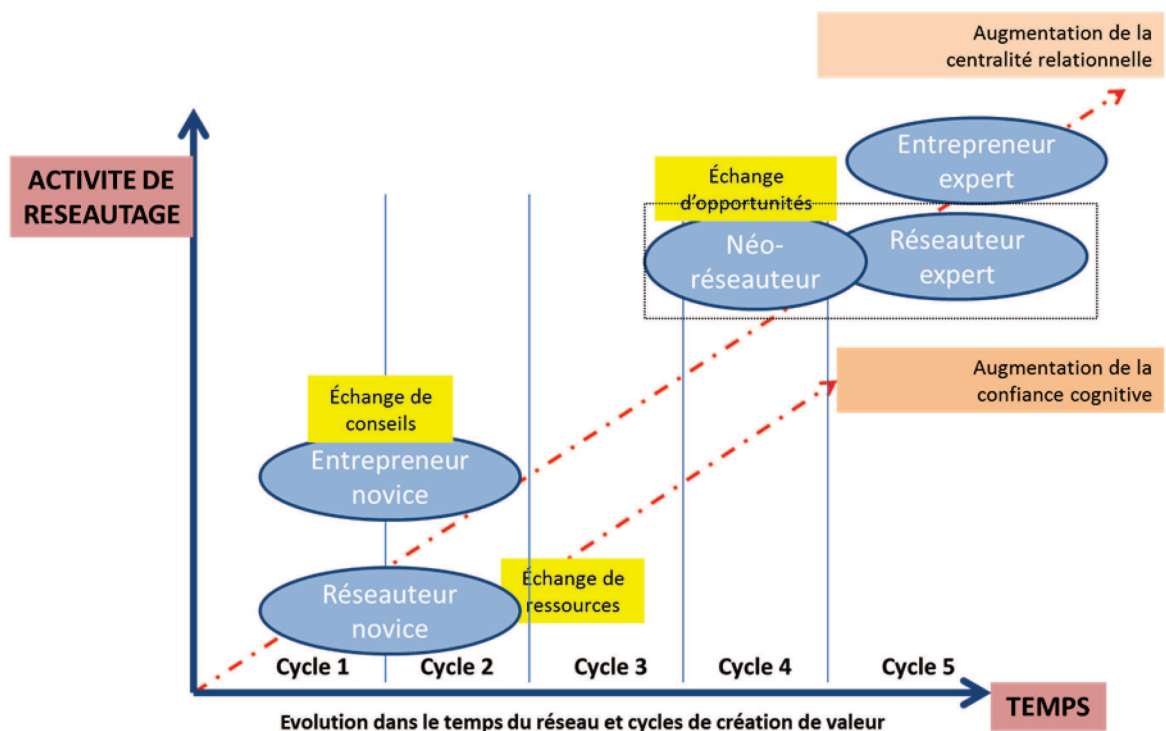 Augmentation de la
centralité relationnelle
ACTIVITE DE
RESEAUTAGE
Échange
d’opportunités
Entrepreneur
expert
Néo-
réseauteur
Réseauteur
expert
Augmentation de la
confiance cognitive
Échange de
conseils
Entrepreneur
novice
Réseauteur
novice
Échange de
ressources
Cycle 1
Cycle 2
Cycle 3
Cycle 4
Cycle 5
TEMPS
Evolution dans le temps du réseau et cycles de création de valeur